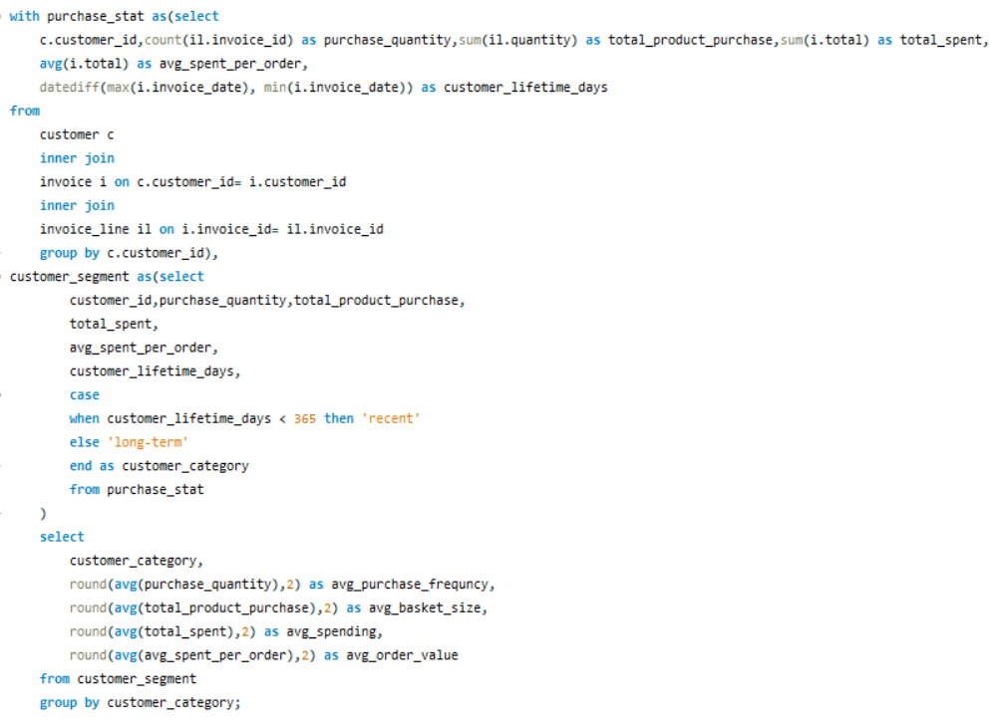 with purchase_stat as(select
c.customer_id,count(il.invoice_id) as purchase_quantity,sum(il.quantity) as total_product_purchase,sum(i.total) as total_spent,
avg(i.total) as avg_spent_per_order,
datediff(max(i.invoice_date), min(i.invoice_date)) as customer_lifetime_days
from
customer c
inner join
invoice i on c.customer_id= i.customer_id
inner join
invoice_line il on i.invoice_id= il.invoice_id
group by c.customer_id),
customer_segment as(select
customer_id,purchase_quantity,total_product_purchase,
total_spent,
avg_spent_per_order,
customer_lifetime_days,
case
when customer_lifetime_days < 365 then 'recent'
else 'long-term'
end as customer_category
from purchase_stat
)
select
customer_category,
round(avg(purchase_quantity),2) as avg_purchase_frequncy,
round(avg(total_product_purchase),2) as avg_basket_size,
round(avg(total_spent),2) as avg_spending,
round(avg(avg_spent_per_order),2) as avg_order_value
from customer_segment
group by customer_category;